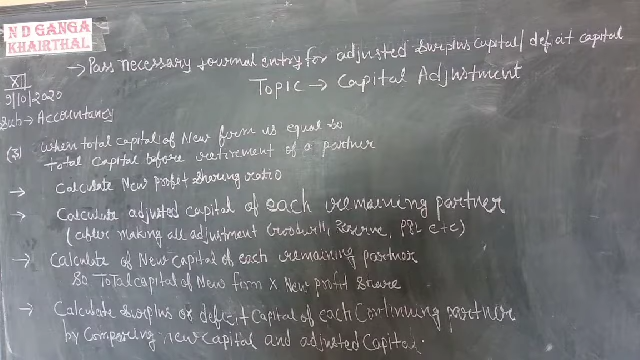 N D GANGA
KHAIRTHAL
→ Pass necessary journal entry for adjusted surplus capital / deficit capital
XI
Topic → Capital Adjustment
9/10/2020
Sub → Accountancy
(3) when total capital of New firm is equal to
total capital before retirement of a partner
→ Calculate New profit sharing ratio
→ Calculate adjusted capital of each remaining partner
(after making all adjustment Goodwill, Reserve, P&L etc)
→ Calculate of New Capital of each remaining partner
So Total capital of New firm × New profit share
→ Calculate surplus or deficit capital of each Continuing partner
by Comparing new Capital and adjusted Capital.